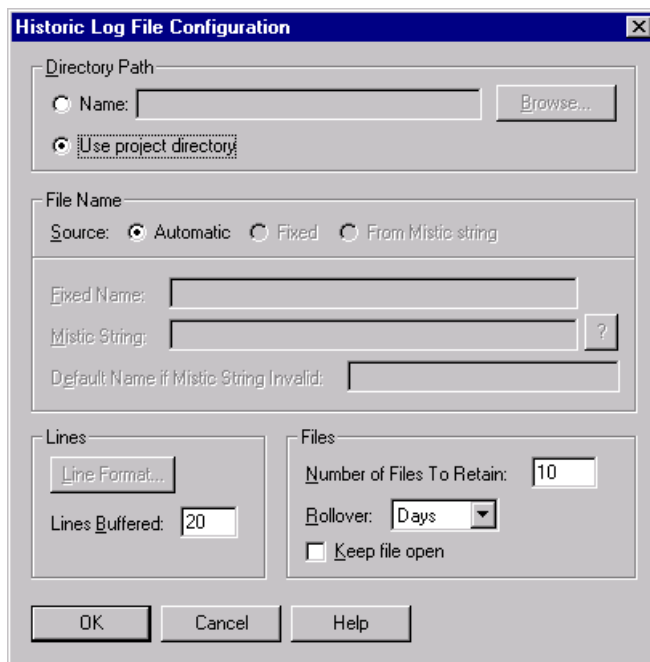 Historic Log File Configuration
Directory Path
Name:
Browse...
Use project directory
File Name
Source: Automatic Fixed From Mistic string
Fixed Name:
Mistic String:
?
Default Name if Mistic String Invalid:
Lines
Line Format...
Lines Buffered: 20
Files
Number of Files To Retain: 10
Rollover: Days
Keep file open
OK Cancel Help